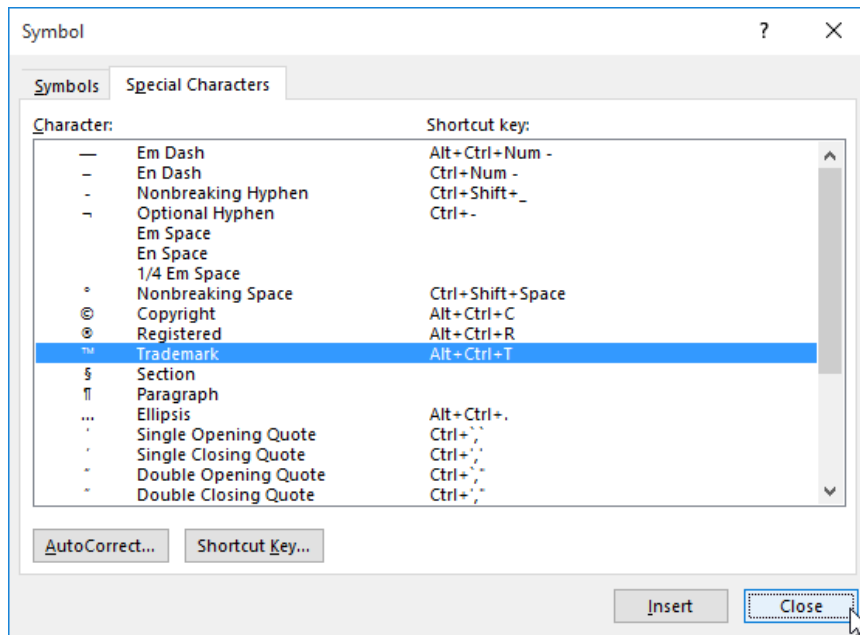 Symbol ?
Symbols Special Characters
Character: Shortcut key:
— Em Dash Alt+Ctrl+Num -
– En Dash Ctrl+Num -
- Nonbreaking Hyphen Ctrl+Shift+_
¬ Optional Hyphen Ctrl+-
Em Space
En Space
1/4 Em Space
° Nonbreaking Space Ctrl+Shift+Space
© Copyright Alt+Ctrl+C
® Registered Alt+Ctrl+R
™ Trademark Alt+Ctrl+T
§ Section
¶ Paragraph
… Ellipsis Alt+Ctrl+.
‘ Single Opening Quote Ctrl+`,`
’ Single Closing Quote Ctrl+','
“ Double Opening Quote Ctrl+`,"
” Double Closing Quote Ctrl+',"
AutoCorrect... Shortcut Key...
Insert Close